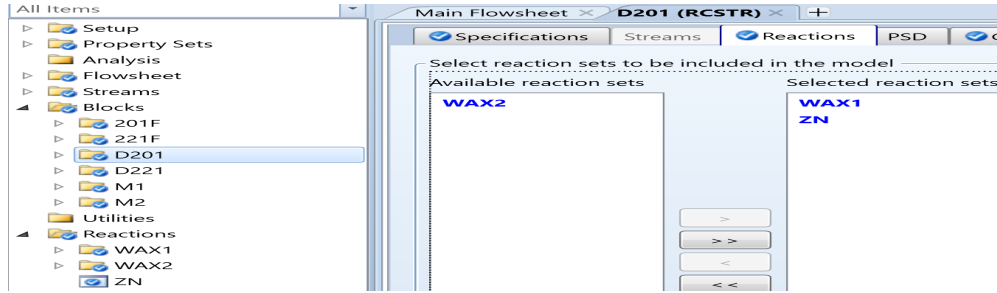 All Items
Setup
Property Sets
Analysis
Flowsheet
Streams
Blocks
201F
221F
D201
D221
M1
M2
Utilities
Reactions
WAX1
WAX2
ZN
Main Flowsheet × D201 (RCSTR) × +
Specifications Streams Reactions PSD
Select reaction sets to be included in the model
Available reaction sets Selected reaction sets
WAX2 WAX1
ZN
>
>>
<
<<